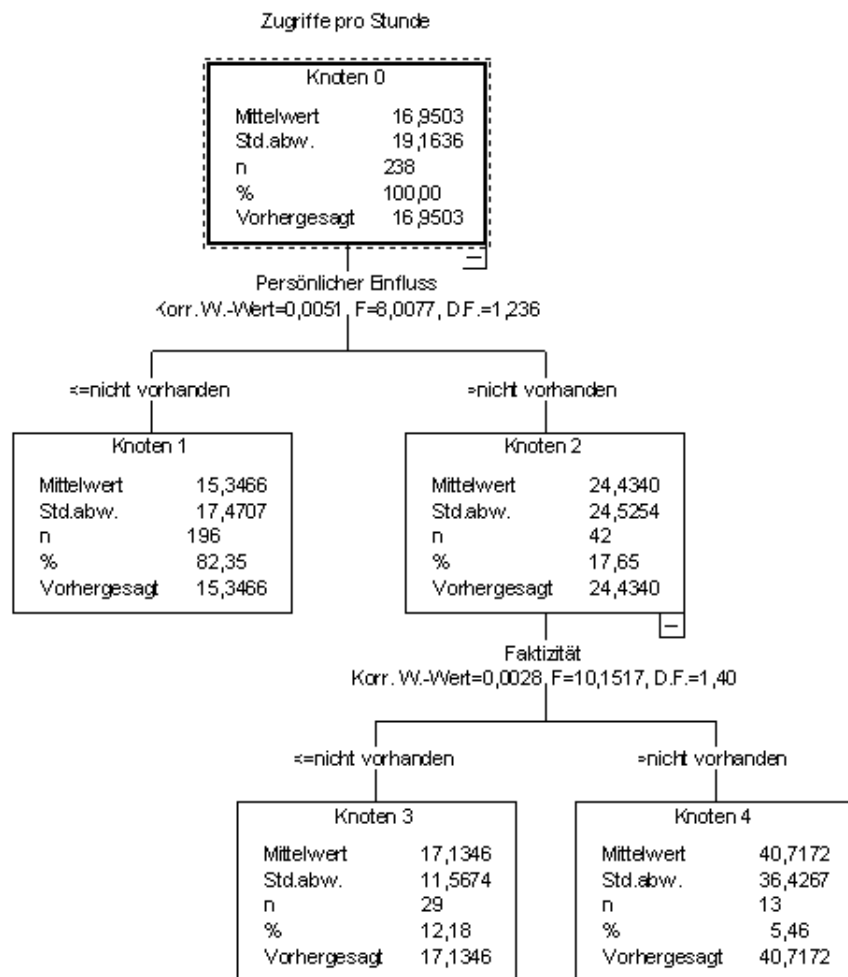 Zugriffe pro Stunde
Knoten 0
Mittelwert 16,9503
Std.abw. 19,1636
n 238
% 100,00
Vorhergesagt 16,9503
Persönlicher Einfluss
Korr. W.-Wert=0,0051, F=8,0077, D.F.=1,236
<=nicht vorhanden
>nicht vorhanden
Knoten 1
Mittelwert 15,3466
Std.abw. 17,4707
n 196
% 82,35
Vorhergesagt 15,3466
Knoten 2
Mittelwert 24,4340
Std.abw. 24,5254
n 42
% 17,65
Vorhergesagt 24,4340
Faktizität
Korr. W.-Wert=0,0028, F=10,1517, D.F.=1,40
<=nicht vorhanden
>nicht vorhanden
Knoten 3
Mittelwert 17,1346
Std.abw. 11,5674
n 29
% 12,18
Vorhergesagt 17,1346
Knoten 4
Mittelwert 40,7172
Std.abw. 36,4267
n 13
% 5,46
Vorhergesagt 40,7172